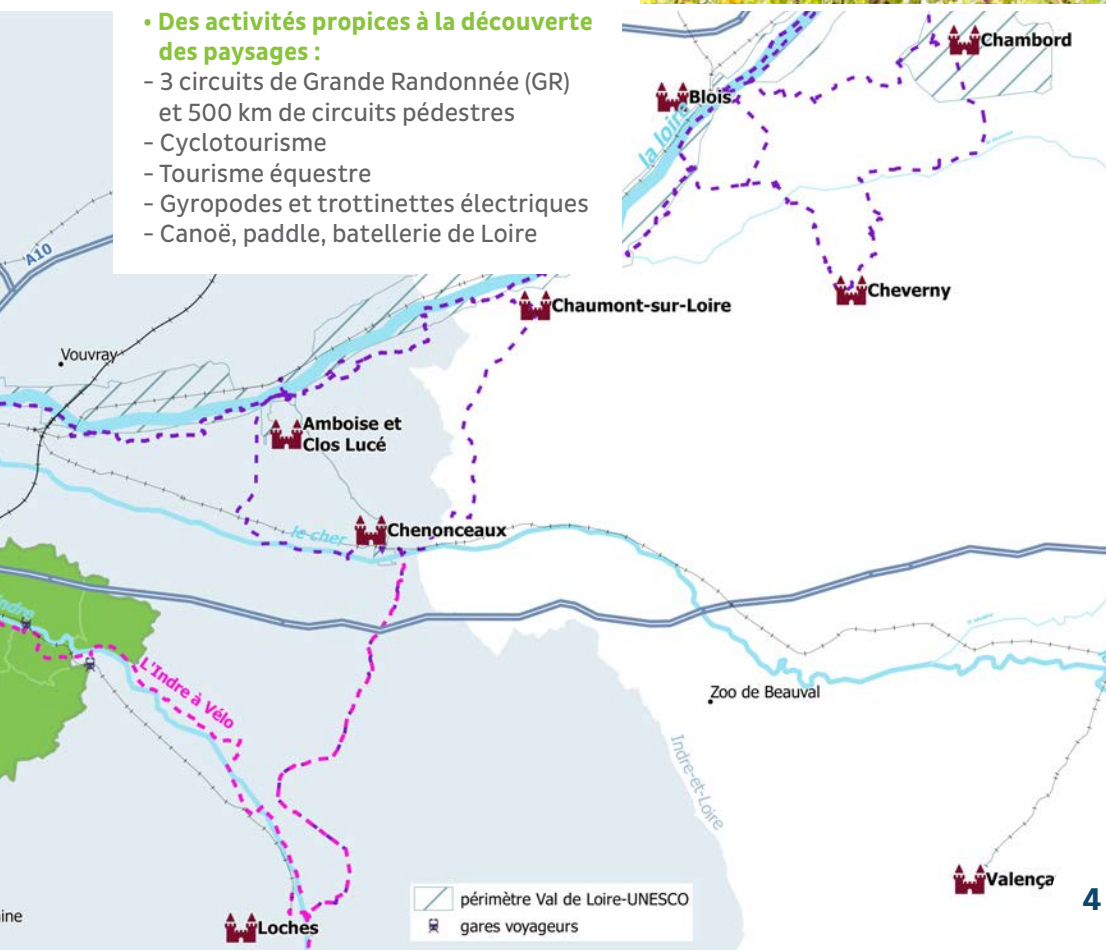 • Des activités propices à la découverte
des paysages :
- 3 circuits de Grande Randonnée (GR)
et 500 km de circuits pédestres
- Cyclotourisme
- Tourisme équestre
- Gyropodes et trottinettes électriques
- Canoë, paddle, batellerie de Loire
Chambord
Blois
la loire
A10
Cheverny
Chaumont-sur-Loire
Vouvray
Amboise et
Clos Lucé
le cher
Chenonceaux
indre
L'Indre à Vélo
Zoo de Beauval
Indre-et-Loire
Valença
4
périmètre Val de Loire-UNESCO
gares voyageurs
Loches
ine